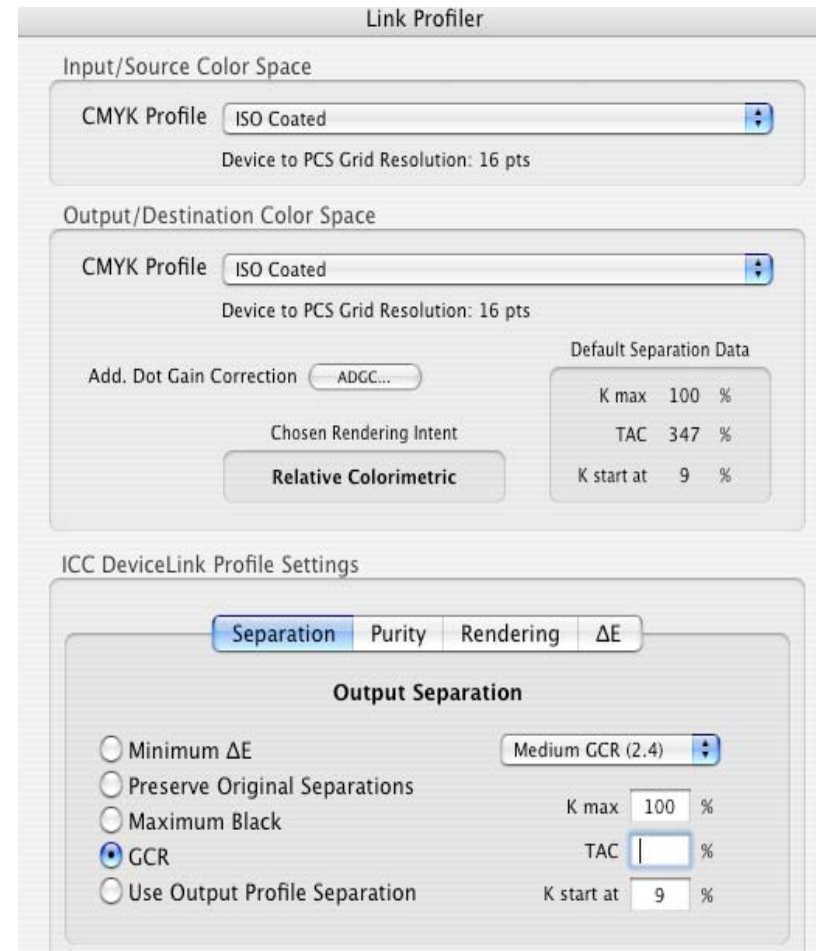 Link Profiler
Input/Source Color Space
CMYK Profile ISO Coated
Device to PCS Grid Resolution: 16 pts
Output/Destination Color Space
CMYK Profile ISO Coated
Device to PCS Grid Resolution: 16 pts
Default Separation Data
Add. Dot Gain Correction ADGC...
K max 100 %
Chosen Rendering Intent
TAC 347 %
Relative Colorimetric
K start at 9 %
ICC DeviceLink Profile Settings
Separation Purity Rendering ΔE
Output Separation
Minimum ΔE
Medium GCR (2.4)
Preserve Original Separations
K max 100 %
Maximum Black
GCR
TAC %
Use Output Profile Separation
K start at 9 %